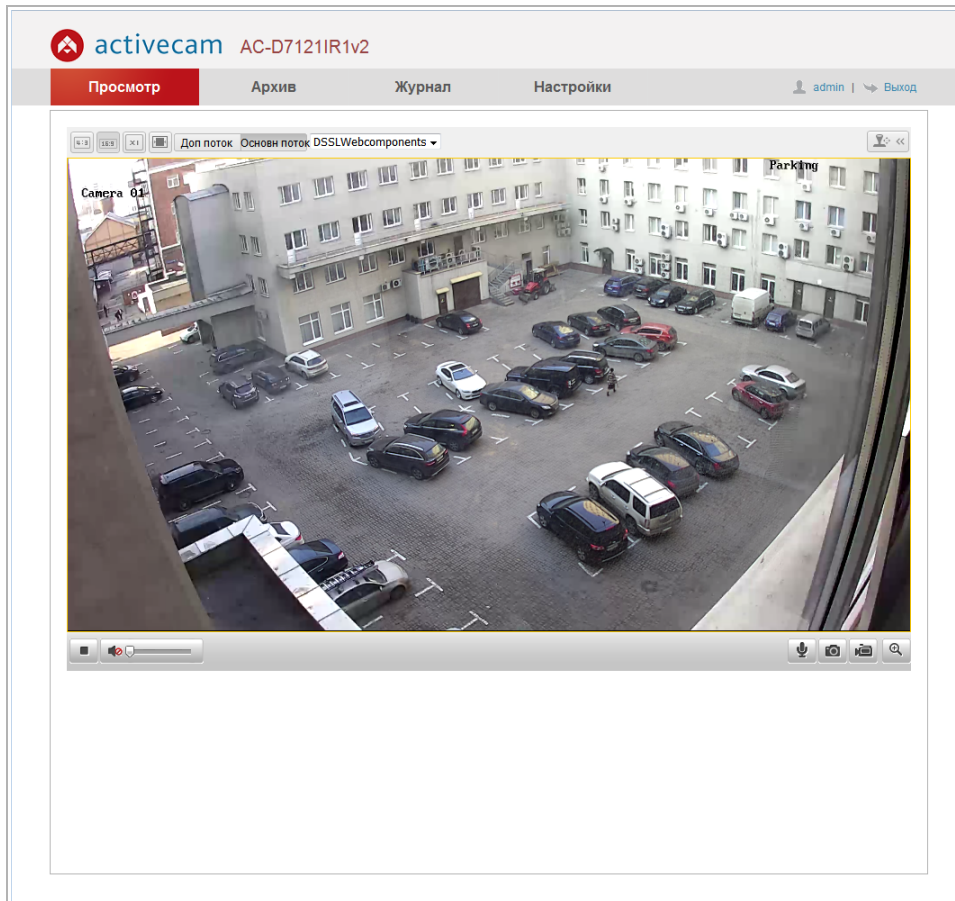 activecam AC-D7121IR1v2
Просмотр Архив Журнал Настройки admin | Выход
4:3 16:9 X1 Доп поток Основн поток DSSLWebcomponents
Parking
Camera 01